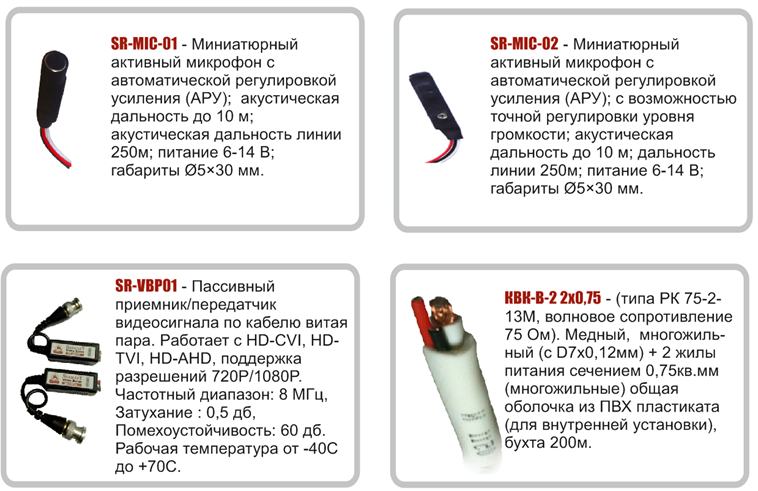 SR-MIC-01 - Миниатюрный
активный микрофон с
автоматической регулировкой
усиления (АРУ); акустическая
дальность до 10 м;
акустическая дальность линии
250м; питание 6-14 В;
габариты Ø5×30 мм.
SR-MIC-02 - Миниатюрный
активный микрофон с
автоматической регулировкой
усиления (АРУ); с возможностью
точной регулировки уровня
громкости; акустическая
дальность до 10 м; дальность
линии 250м; питание 6-14 В;
габариты Ø5×30 мм.
SR-VBP01 - Пассивный
приемник/передатчик
видеосигнала по кабелю витая
пара. Работает с HD-CVI, HD-
TVI, HD-AHD, поддержка
разрешений 720P/1080P.
Частотный диапазон: 8 МГц,
Затухание : 0,5 дб,
Помехоустойчивость: 60 дб.
Рабочая температура от -40С
до +70С.
КВК-В-2 2х0,75 - (типа РК 75-2-
13М, волновое сопротивление
75 Ом). Медный, многожиль-
ный (с D7х0,12мм) + 2 жилы
питания сечением 0,75кв.мм
(многожильные) общая
оболочка из ПВХ пластиката
(для внутренней установки),
бухта 200м.